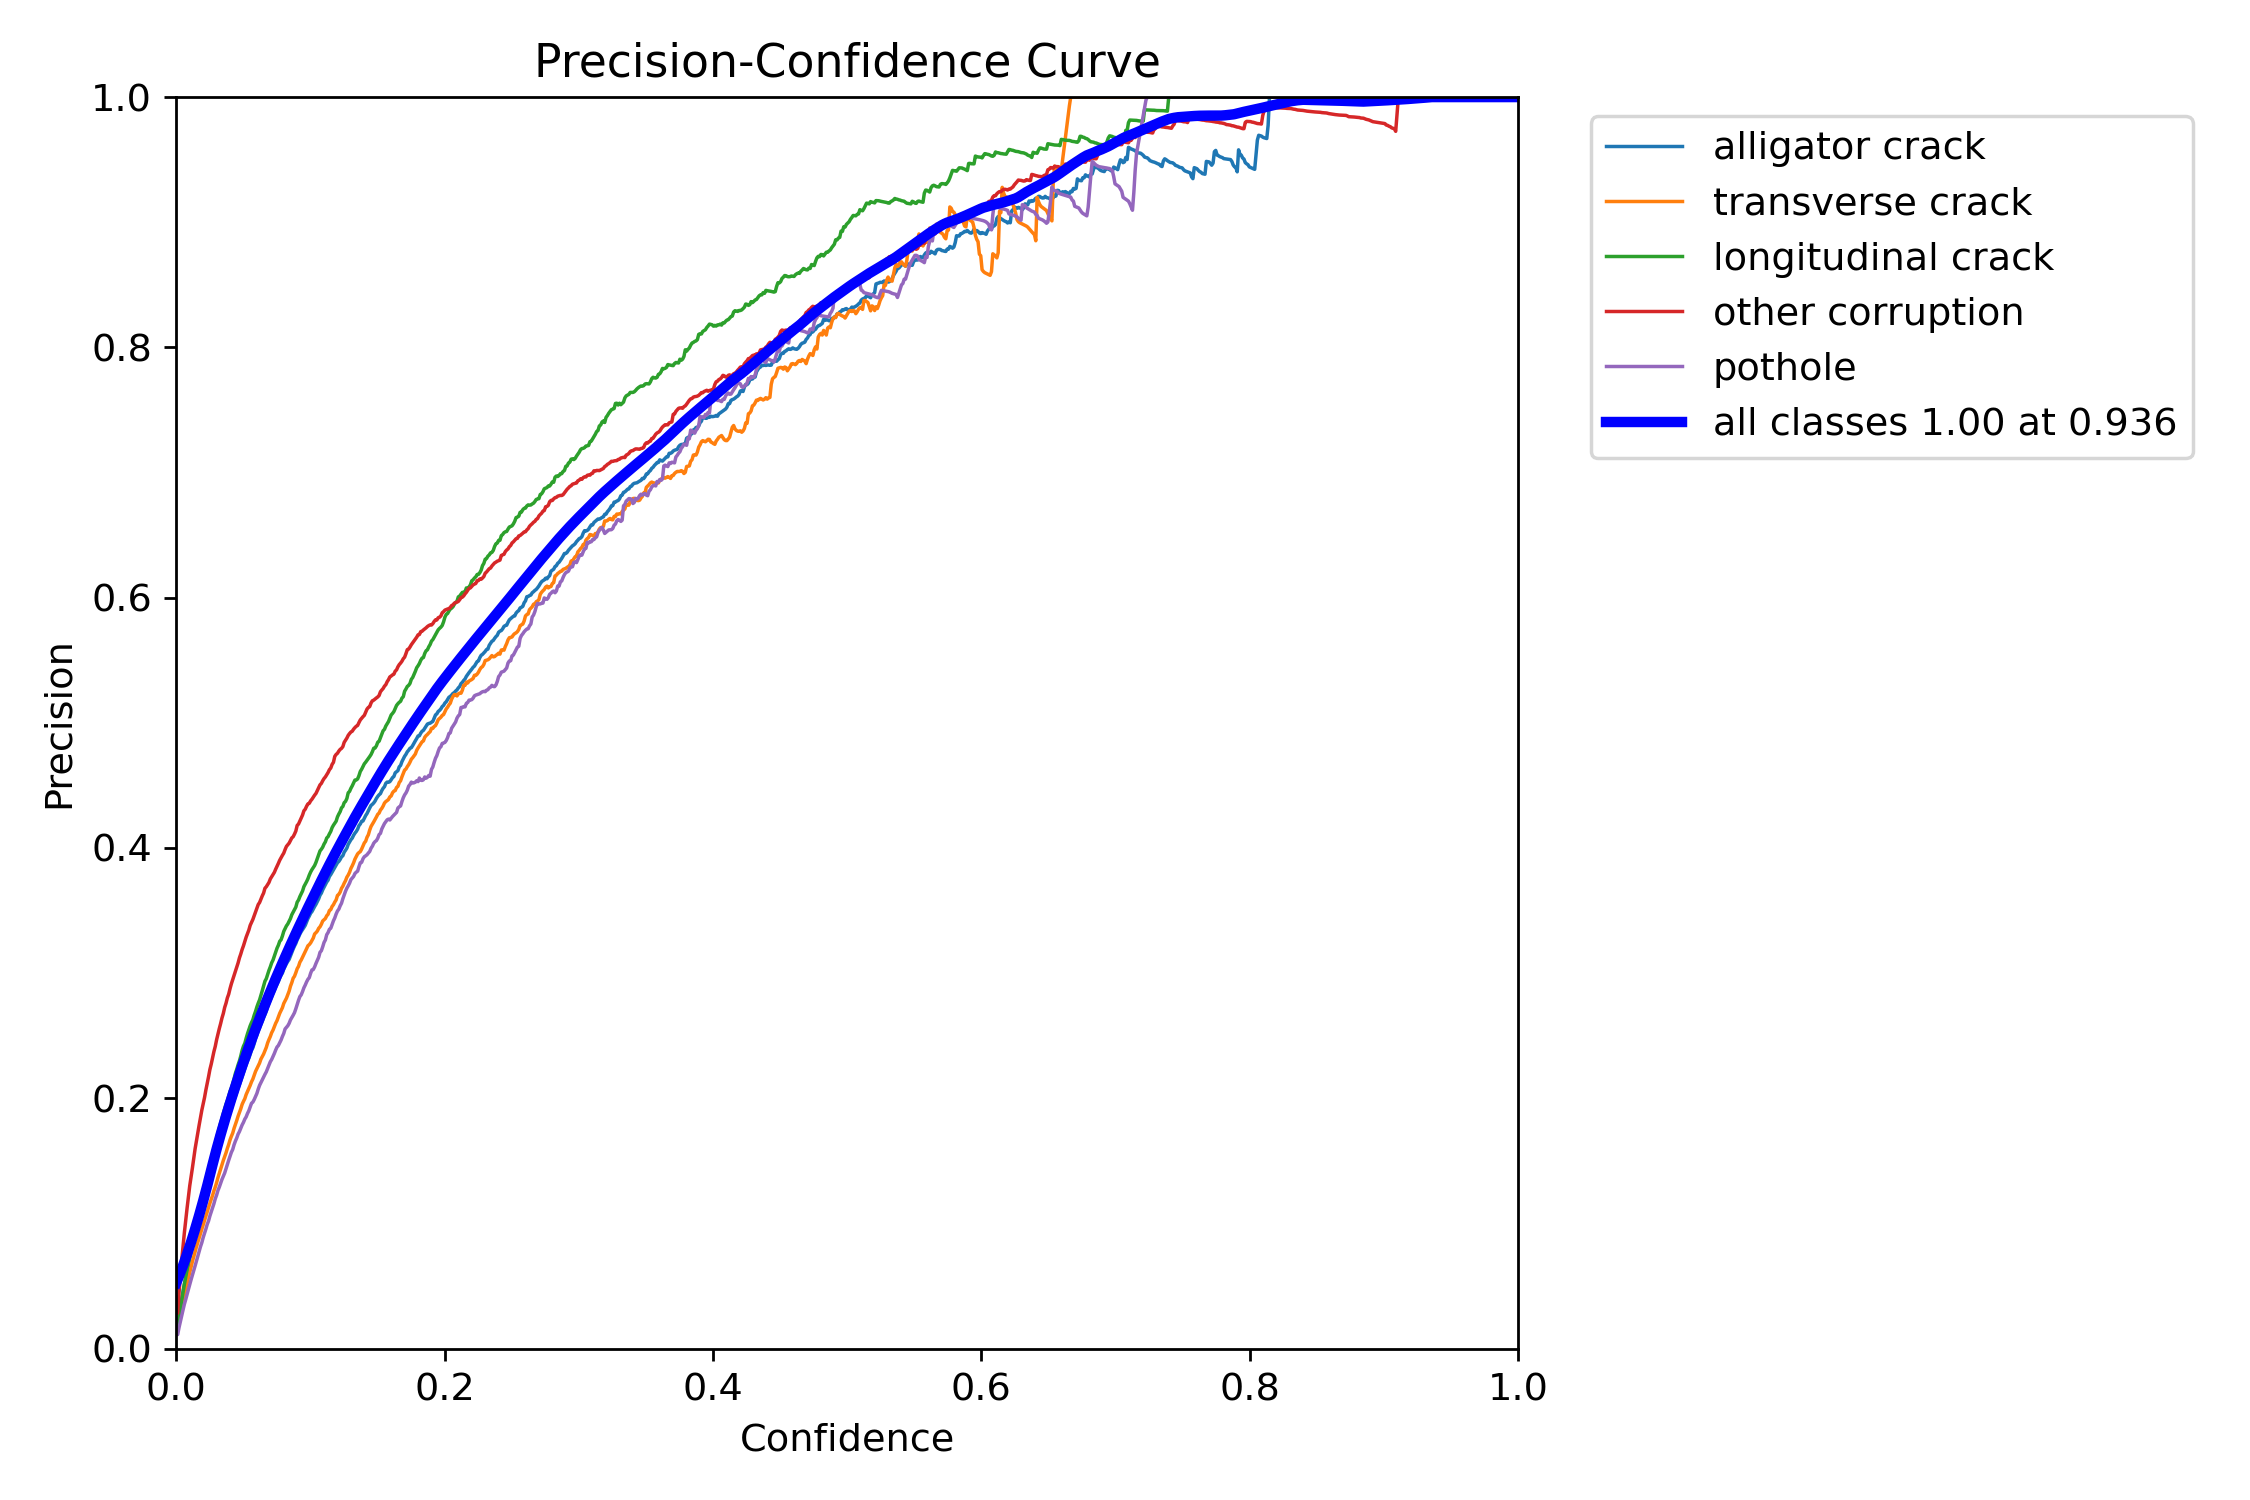 Precision-Confidence Curve
1.0
0.8
0.6
0.4
0.2
0.0
Precision
0.0 0.2 0.4 0.6 0.8 1.0
Confidence
alligator crack
transverse crack
longitudinal crack
other corruption
pothole
all classes 1.00 at 0.936